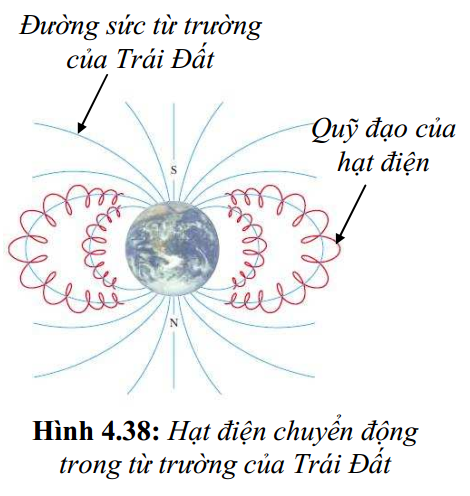 Đường sức từ trường
của Trái Đất
Quỹ đạo của
hạt điện
S
N
Hình 4.38: Hạt điện chuyển động
trong từ trường của Trái Đất